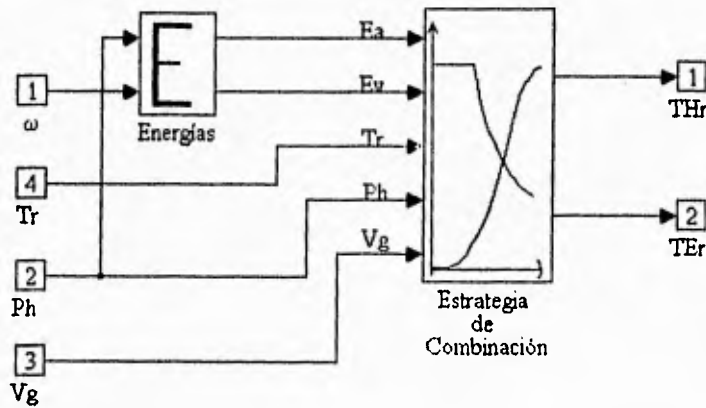 1
ω
4
Tr
2
Ph
3
Vg
E
Energías
Ea
Ev
Tr
Ph
Vg
Estrategia
de
Combinación
1
THr
2
TEr